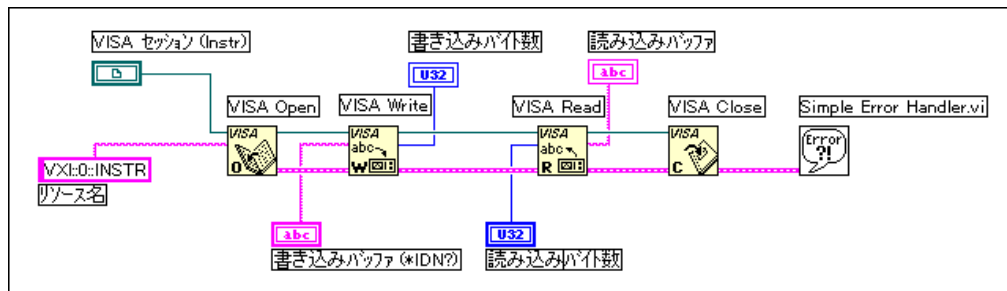 VISA セッション (Instr)
書き込みバイト数
読み込みバッファ
U32
abc
VISA Open
VISA Write
VISA Read
VISA Close
Simple Error Handler.vi
VISA
O
VISA
abc
W
VISA
abc
R
VISA
C
Error
?!
VXI::0::INSTR
リソース名
abc
U32
書き込みバッファ (*IDN?)
読み込みバイト数